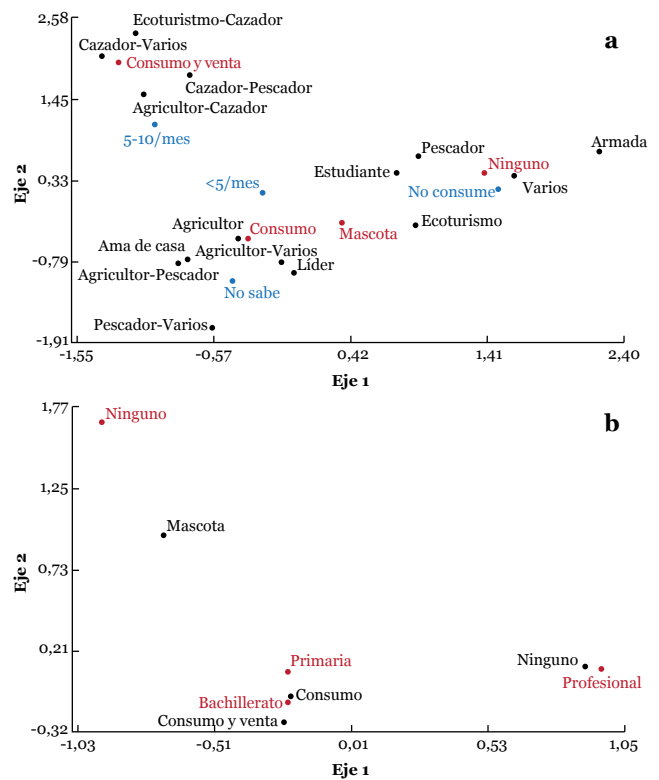 2,58
Ecoturistmo-Cazador
a
Cazador-Varios
Consumo y venta
Cazador-Pescador
1,45
Agricultor-Cazador
5-10/mes
Pescador
Armada
Estudiante
Ninguno
0,33
<5/mes
No consume
Varios
Eje 2
Agricultor
Consumo
Mascota
Ecoturismo
Ama de casa
Agricultor-Varios
-0,79
Agricultor-Pescador
Líder
No sabe
Pescador-Varios
-1,91
-1,55
-0,57
0,42
1,41
2,40
Eje 1
1,77
Ninguno
b
1,25
Mascota
Eje 2
0,73
0,21
Primaria
Ninguno
Profesional
Consumo
Bachillerato
Consumo y venta
-0,32
-1,03
-0,51
0,01
0,53
1,05
Eje 1